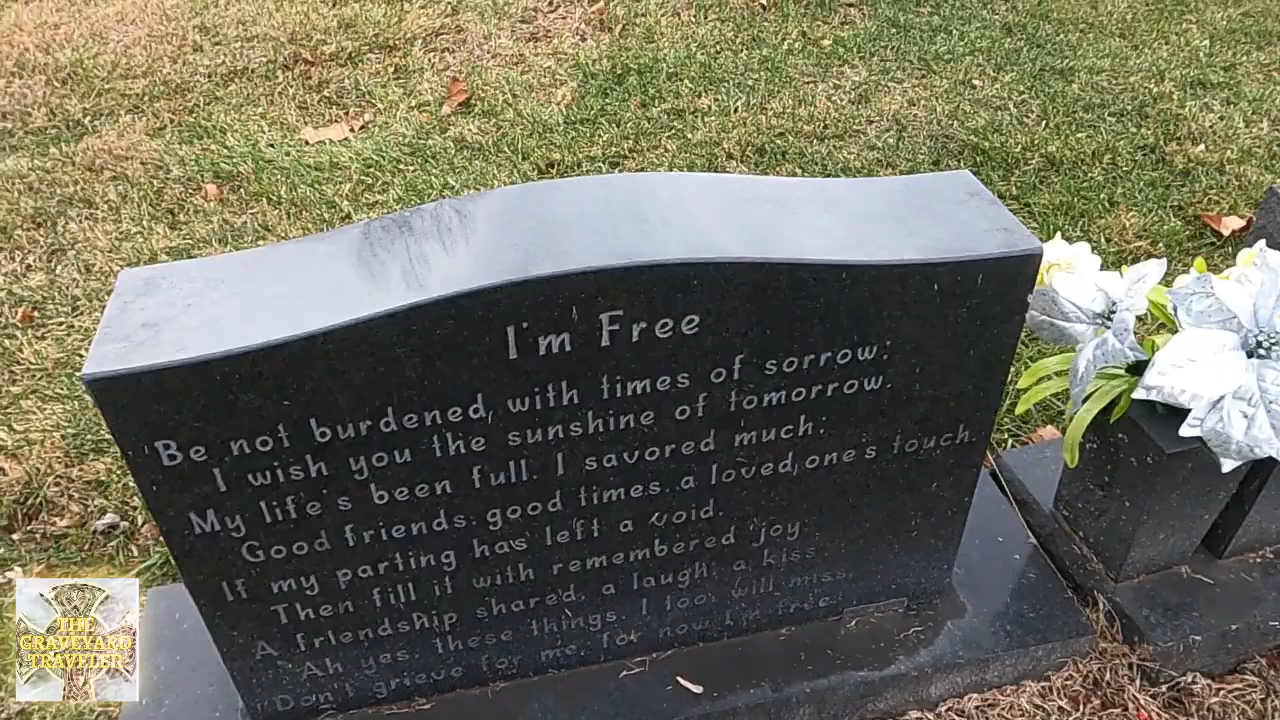 I'm Free
Be not burdened, with times of sorrow;
I wish you the sunshine of tomorrow.
My life's been full, I savored much;
Good friends, good times, a loved one's touch.
If my parting has left a void,
Then fill it with remembered joy
A friendship shared, a laugh, a kiss
Ah yes, these things, I too, will miss.
Don't grieve for me, for now I'm free!
THE
GRAVEYARD
TRAVELER